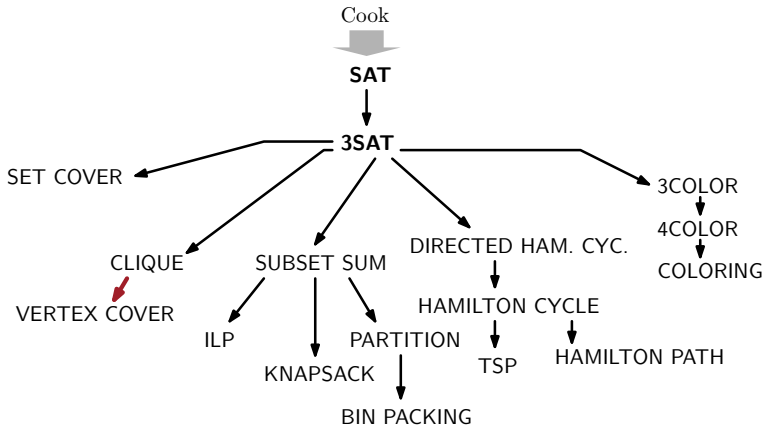 Cook
SAT
3SAT
SET COVER
3COLOR
4COLOR
DIRECTED HAM. CYC.
CLIQUE
SUBSET SUM
COLORING
HAMILTON CYCLE
VERTEX COVER
ILP
PARTITION
HAMILTON PATH
TSP
KNAPSACK
BIN PACKING